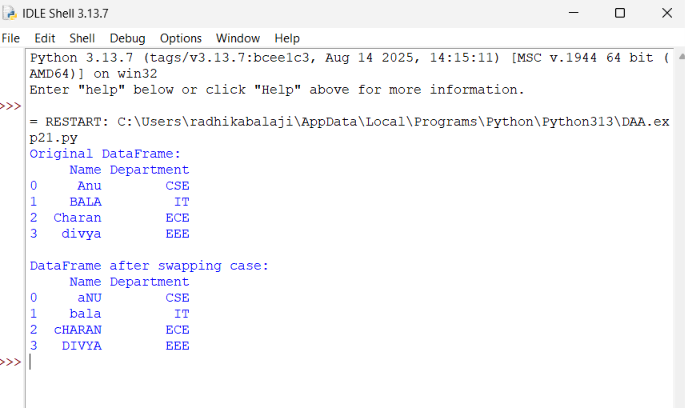 IDLE Shell 3.13.7
File Edit Shell Debug Options Window Help
Python 3.13.7 (tags/v3.13.7:bcee1c3, Aug 14 2025, 14:15:11) [MSC v.1944 64 bit (
AMD64)] on win32
Enter "help" below or click "Help" above for more information.
>>>
= RESTART: C:\Users\radhikabalaji\AppData\Local\Programs\Python\Python313\DAA.ex
p21.py
Original DataFrame:
     Name Department
0     Anu        CSE
1    BALA         IT
2  Charan        ECE
3   divya        EEE

DataFrame after swapping case:
     Name Department
0     aNU        CSE
1    bala         IT
2  cHARAN        ECE
3   DIVYA        EEE
>>>